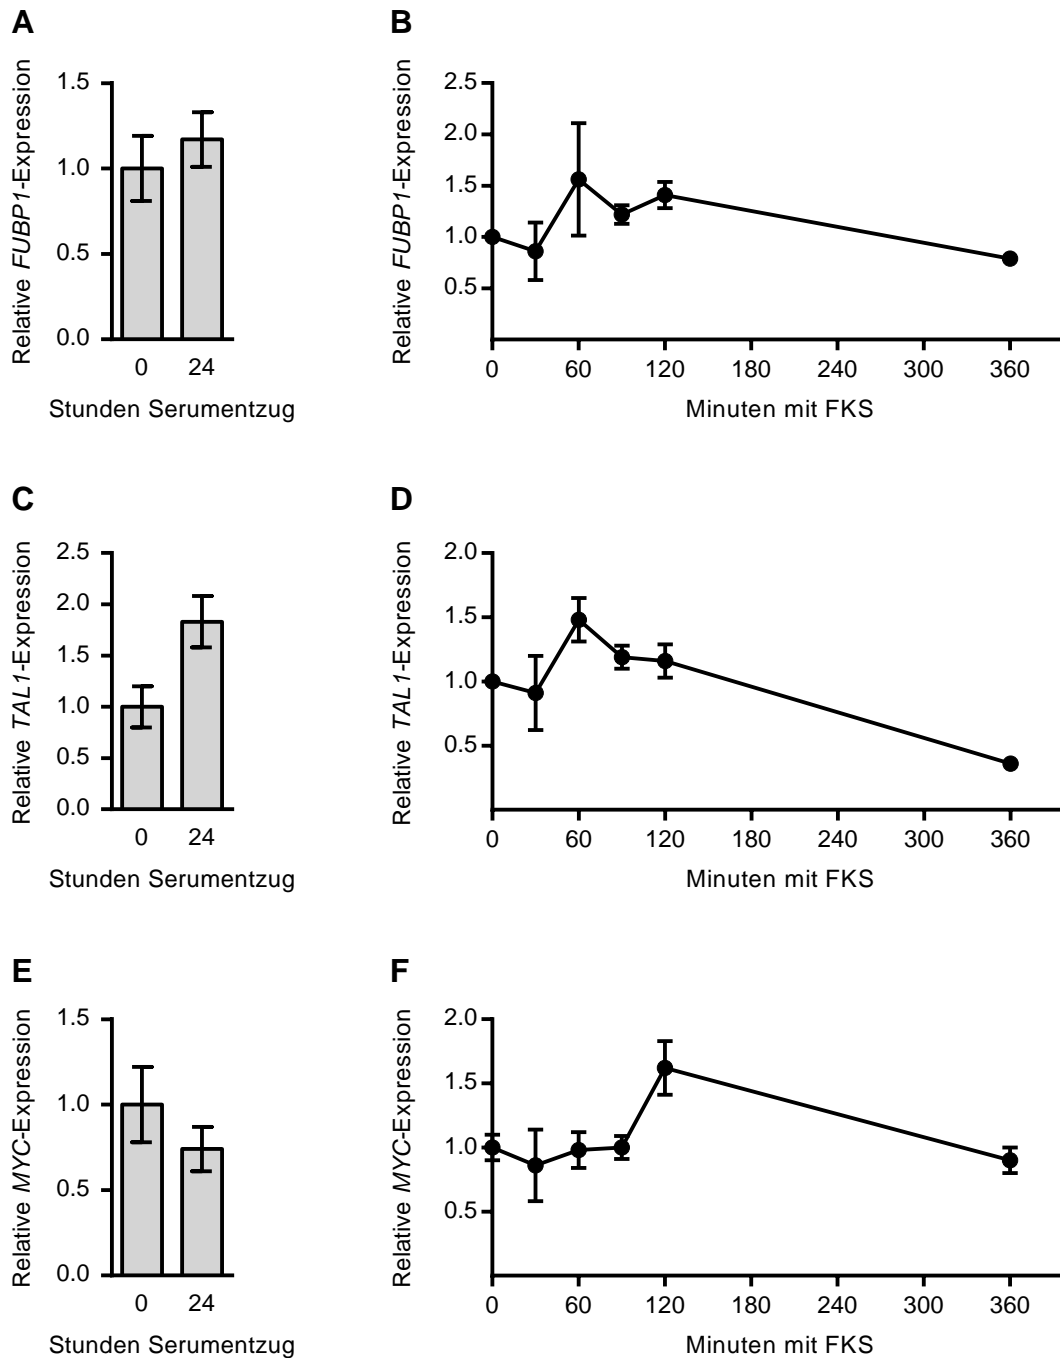 A
Relative FUBP1-Expression
1.5
1.0
0.5
0.0
0 24
Stunden Serumentzug
B
Relative FUBP1-Expression
2.5
2.0
1.5
1.0
0.5
0 60 120 180 240 300 360
Minuten mit FKS
C
Relative TAL1-Expression
2.5
2.0
1.5
1.0
0.5
0.0
0 24
Stunden Serumentzug
D
Relative TAL1-Expression
2.0
1.5
1.0
0.5
0 60 120 180 240 300 360
Minuten mit FKS
E
Relative MYC-Expression
1.5
1.0
0.5
0.0
0 24
Stunden Serumentzug
F
Relative MYC-Expression
2.0
1.5
1.0
0.5
0 60 120 180 240 300 360
Minuten mit FKS